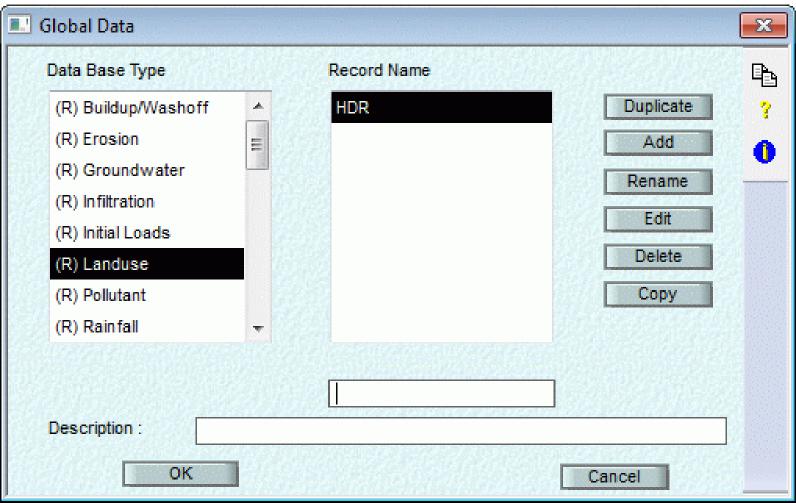 Global Data
Data Base Type
Record Name
(R) Buildup/Washoff
(R) Erosion
(R) Groundwater
(R) Infiltration
(R) Initial Loads
(R) Landuse
(R) Pollutant
(R) Rainfall
HDR
Duplicate
Add
Rename
Edit
Delete
Copy
?
Description :
OK
Cancel